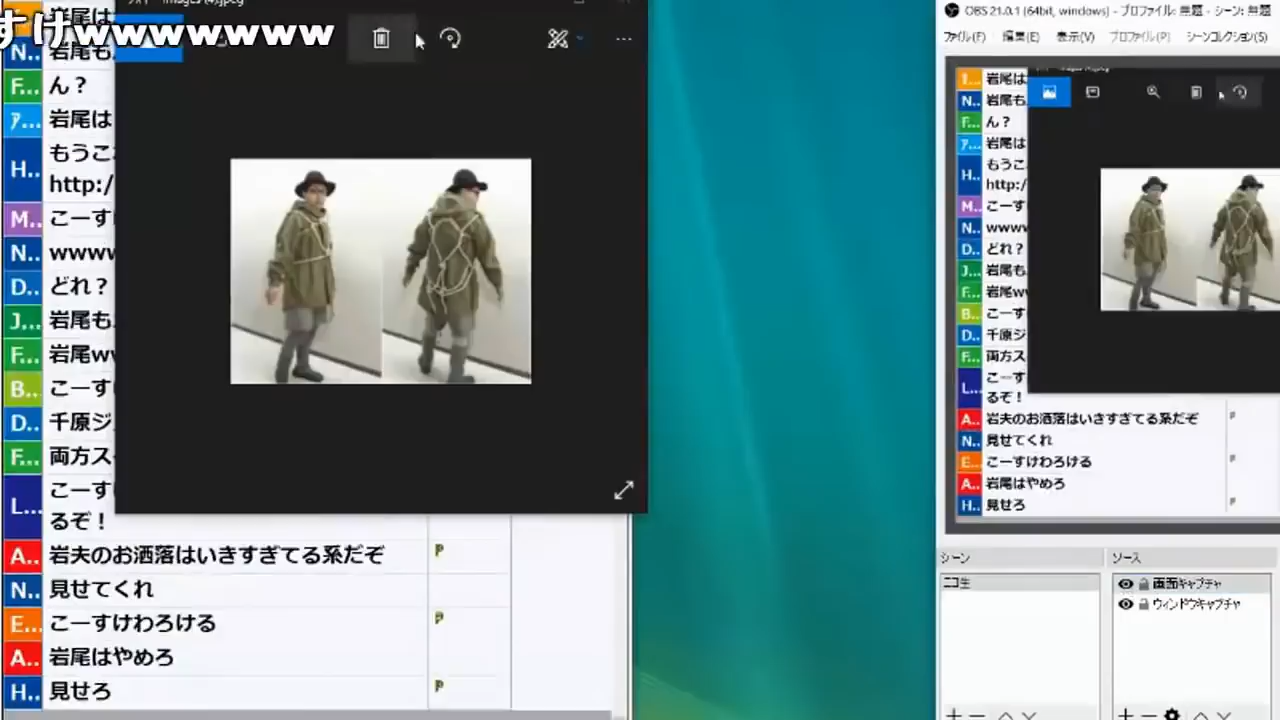 すけwwwwwwww
N.. 岩尾も
F... ん？
ｱ... 岩尾は
H.. もうこ
http:/
M.. こーす
N.. www
D.. どれ？
J... 岩尾も
F... 岩尾w
B.. こーす
D.. 千原ジ
F... 両方ス
L... こーす
るぞ！
A.. 岩夫のお洒落はいきすぎてる系だぞ P
N.. 見せてくれ
E... こーすけわろける P
A.. 岩尾はやめろ
H.. 見せろ P
OBS 21.0.1 (64bit, windows) - プロファイル: 無題 - シーン: 無題
ファイル(F) 編集(E) 表示(V) プロファイル(P) シーンコレクション(S)
岩尾は
N.. 岩尾も
F... ん？
ｱ... 岩尾は
H.. もうこ
http:/
M.. こーす
N.. www
D.. どれ？
J... 岩尾も
F... 岩尾w
B.. こーす
D.. 千原ジ
F... 両方ス
L... こーす
るぞ！
A.. 岩夫のお洒落はいきすぎてる系だぞ P
N.. 見せてくれ
E... こーすけわろける P
A.. 岩尾はやめろ
H.. 見せろ P
シーン
ニコ生
ソース
画面キャプチャ
ウィンドウキャプチャ